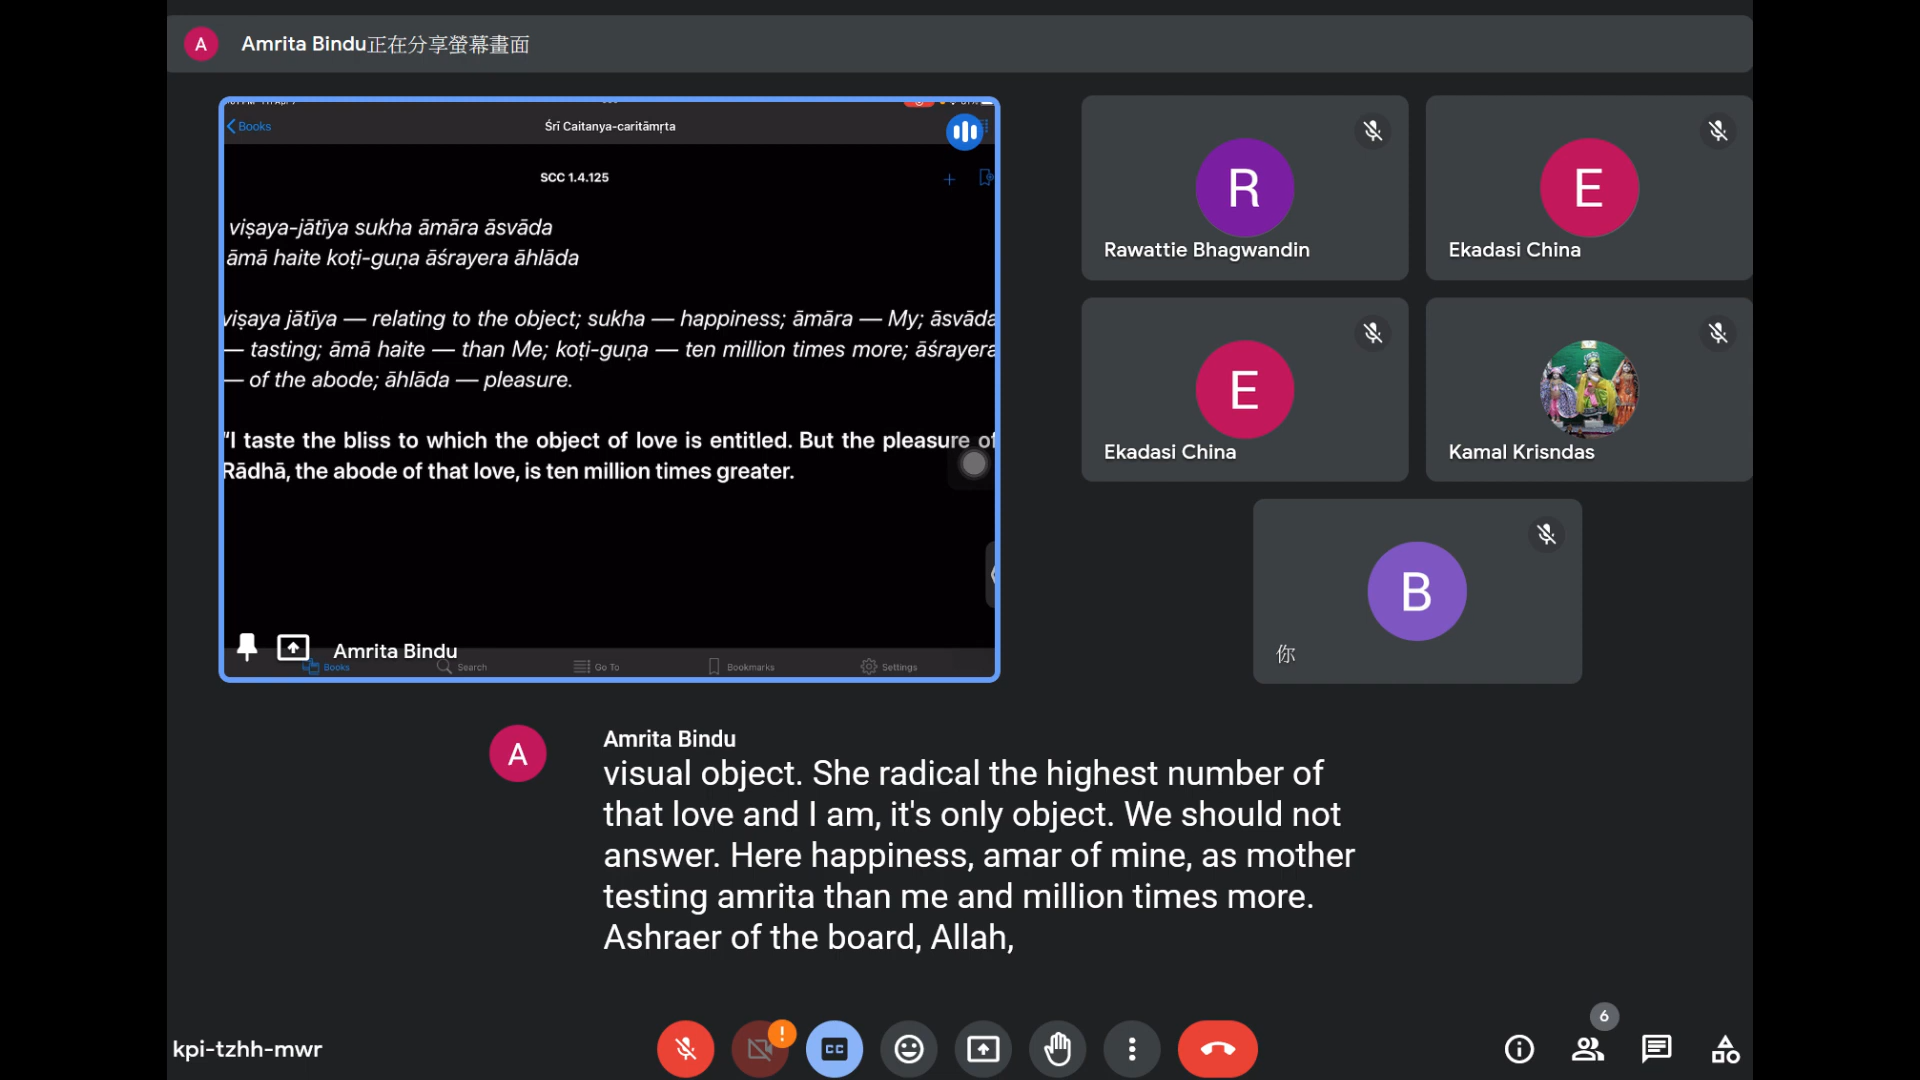 A
Amrita Bindu正在分享螢幕畫面
Books
Śrī Caitanya-caritāmṛta
SCC 1.4.125
viṣaya-jātīya sukha āmāra āsvāda
āmā haite koṭi-guṇa āśrayera āhlāda
viṣaya jātīya — relating to the object; sukha — happiness; āmāra — My; āsvāda
— tasting; āmā haite — than Me; koṭi-guṇa — ten million times more; āśrayera
— of the abode; āhlāda — pleasure.
"I taste the bliss to which the object of love is entitled. But the pleasure of
Rādhā, the abode of that love, is ten million times greater.
Amrita Bindu
Books
Search
Go To
Bookmarks
Settings
R
Rawattie Bhagwandin
E
Ekadasi China
E
Ekadasi China
Kamal Krisndas
B
你
A
Amrita Bindu
visual object. She radical the highest number of
that love and I am, it's only object. We should not
answer. Here happiness, amar of mine, as mother
testing amrita than me and million times more.
Ashraer of the board, Allah,
kpi-tzhh-mwr
!
CC
6